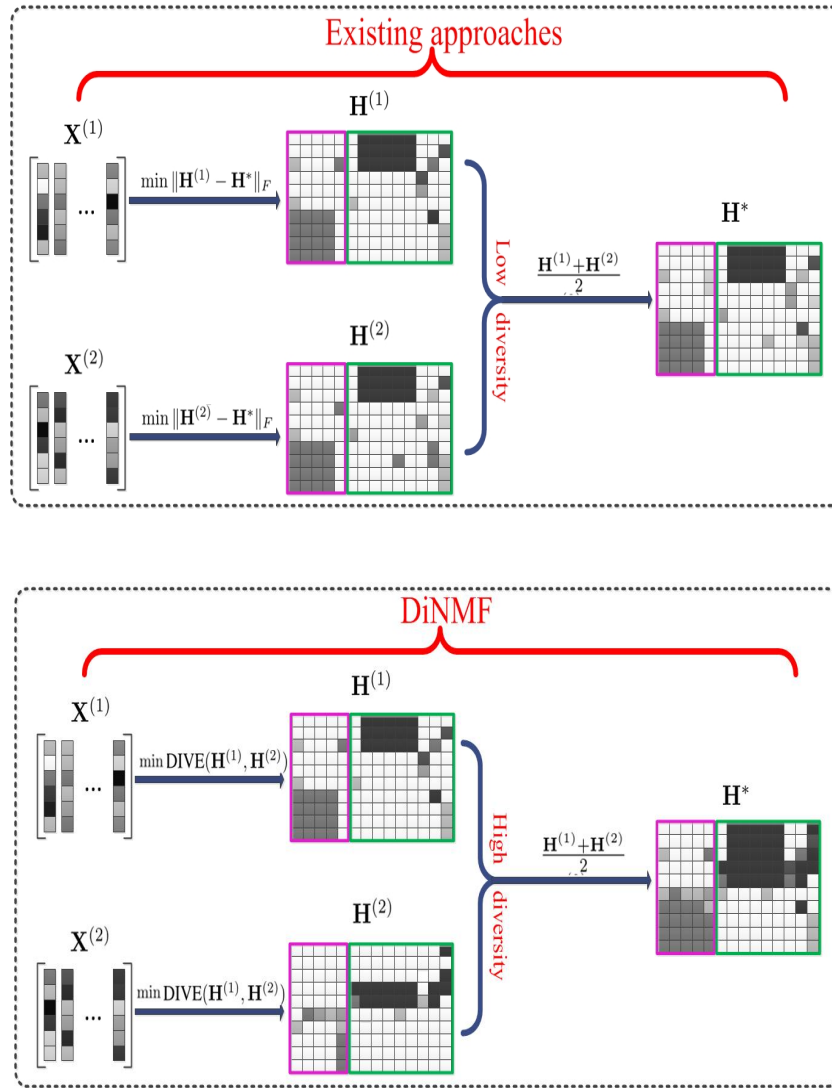 Existing approaches
X^(1)
H^(1)
...
min ||H^(1) − H*||_F
H*
Low diversity
H^(1)+H^(2)
2
X^(2)
H^(2)
...
min ||H^(2) − H*||_F
DiNMF
X^(1)
H^(1)
...
min DIVE(H^(1), H^(2))
H*
High diversity
H^(1)+H^(2)
2
X^(2)
H^(2)
...
min DIVE(H^(1), H^(2))